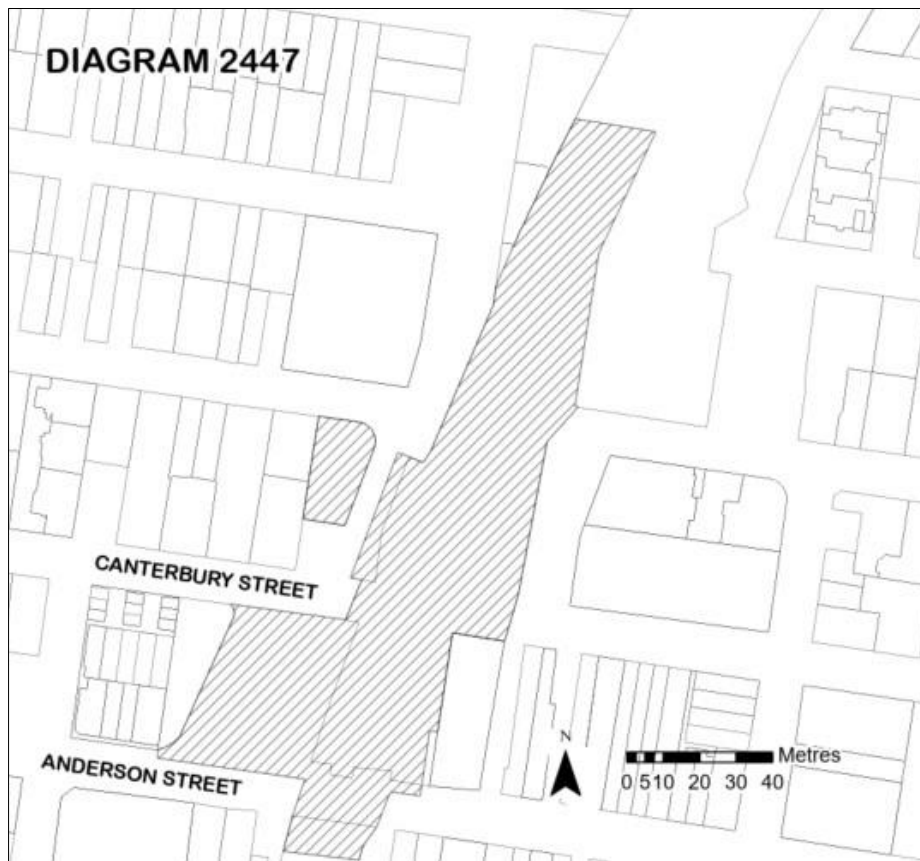 DIAGRAM 2447
CANTERBURY STREET
ANDERSON STREET
N
Metres
0 5 10 20 30 40